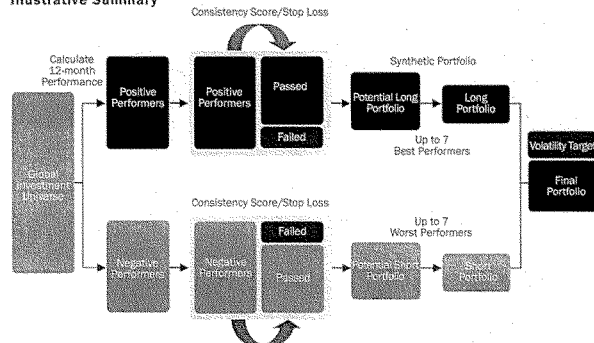 Illustrative Summary
Consistency Score/Stop Loss
Calculate
12-month
Performance
Positive
Performers
Positive
Performers
Passed
Failed
Synthetic Portfolio
Potential Long
Portfolio
Long
Portfolio
Up to 7
Best Performers
Global
Investment
Universe
Volatility Target
Final
Portfolio
Consistency Score/Stop Loss
Negative
Performers
Negative
Performers
Failed
Passed
Up to 7
Worst Performers
Potential Short
Portfolio
Short
Portfolio